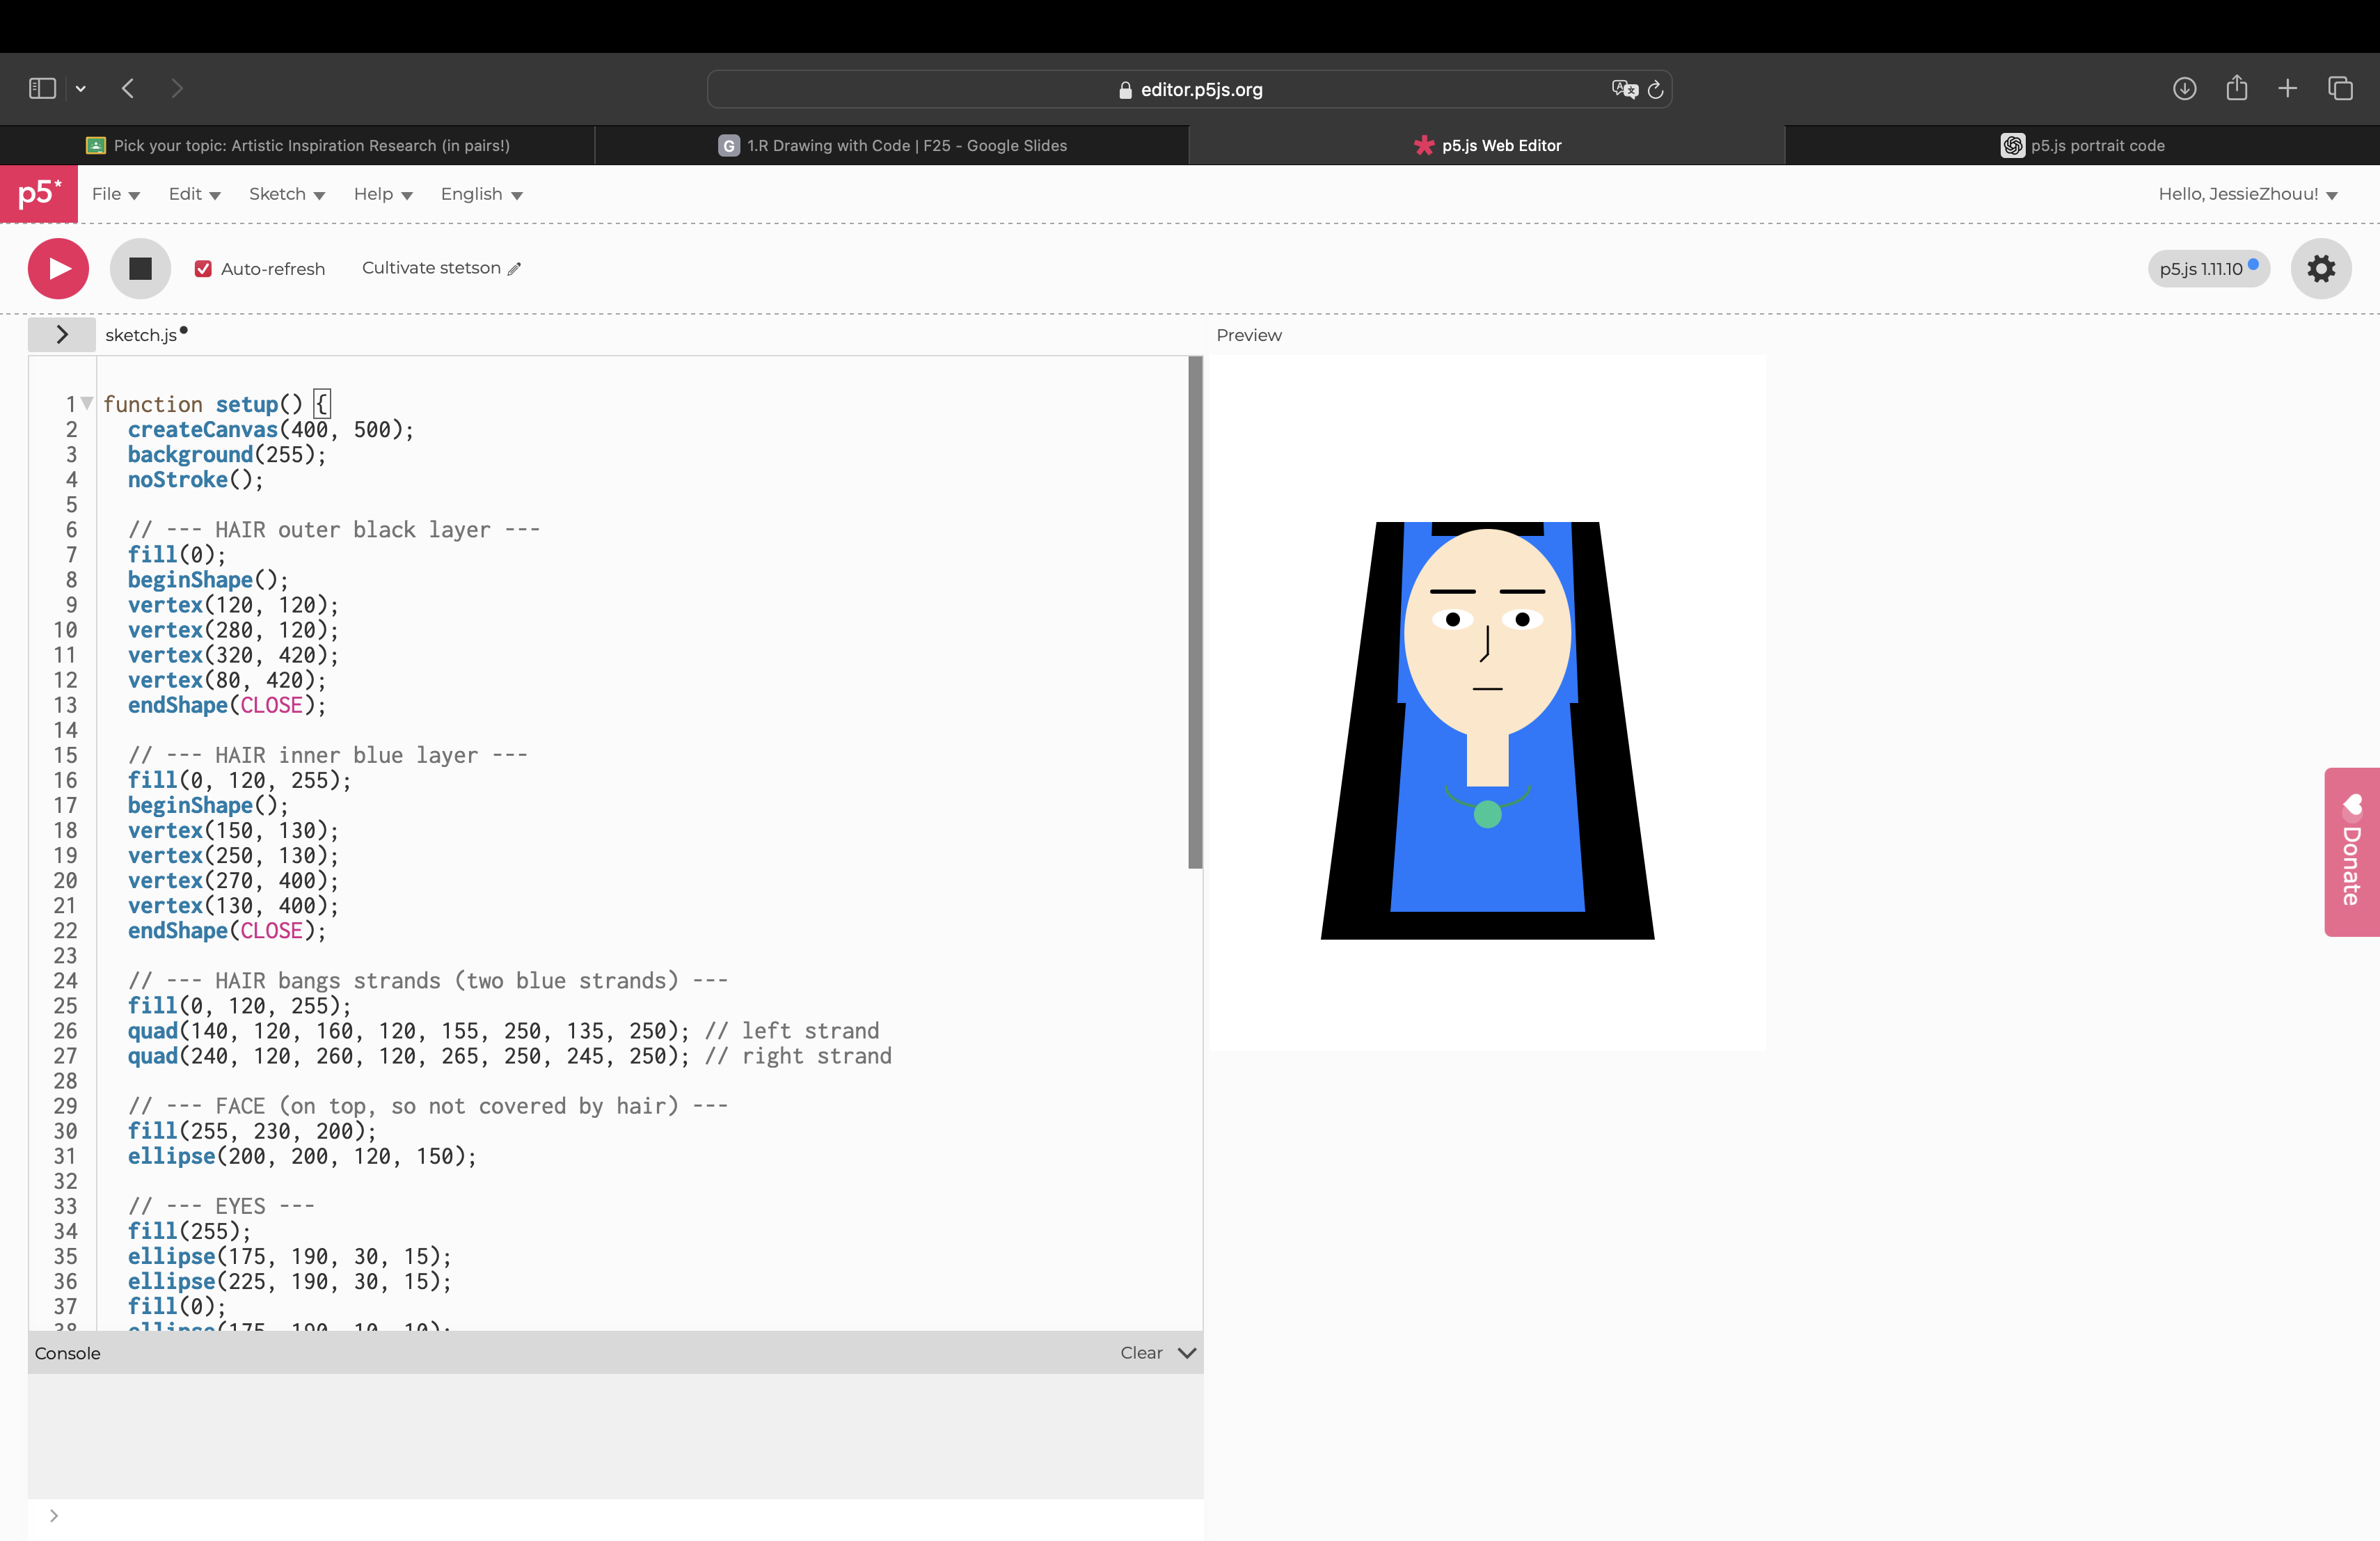 editor.p5js.org
Pick your topic: Artistic Inspiration Research (in pairs!)
G 1.R Drawing with Code | F25 - Google Slides
p5.js Web Editor
p5.js portrait code
p5*
File
Edit
Sketch
Help
English
Hello, JessieZhouu!
Auto-refresh
Cultivate stetson
p5.js 1.11.10
sketch.js
Preview
1 function setup() {
2 createCanvas(400, 500);
3 background(255);
4 noStroke();
5
6 // --- HAIR outer black layer ---
7 fill(0);
8 beginShape();
9 vertex(120, 120);
10 vertex(280, 120);
11 vertex(320, 420);
12 vertex(80, 420);
13 endShape(CLOSE);
14
15 // --- HAIR inner blue layer ---
16 fill(0, 120, 255);
17 beginShape();
18 vertex(150, 130);
19 vertex(250, 130);
20 vertex(270, 400);
21 vertex(130, 400);
22 endShape(CLOSE);
23
24 // --- HAIR bangs strands (two blue strands) ---
25 fill(0, 120, 255);
26 quad(140, 120, 160, 120, 155, 250, 135, 250); // left strand
27 quad(240, 120, 260, 120, 265, 250, 245, 250); // right strand
28
29 // --- FACE (on top, so not covered by hair) ---
30 fill(255, 230, 200);
31 ellipse(200, 200, 120, 150);
32
33 // --- EYES ---
34 fill(255);
35 ellipse(175, 190, 30, 15);
36 ellipse(225, 190, 30, 15);
37 fill(0);
38 ellipse(175, 190, 10, 10);
Donate
Console
Clear